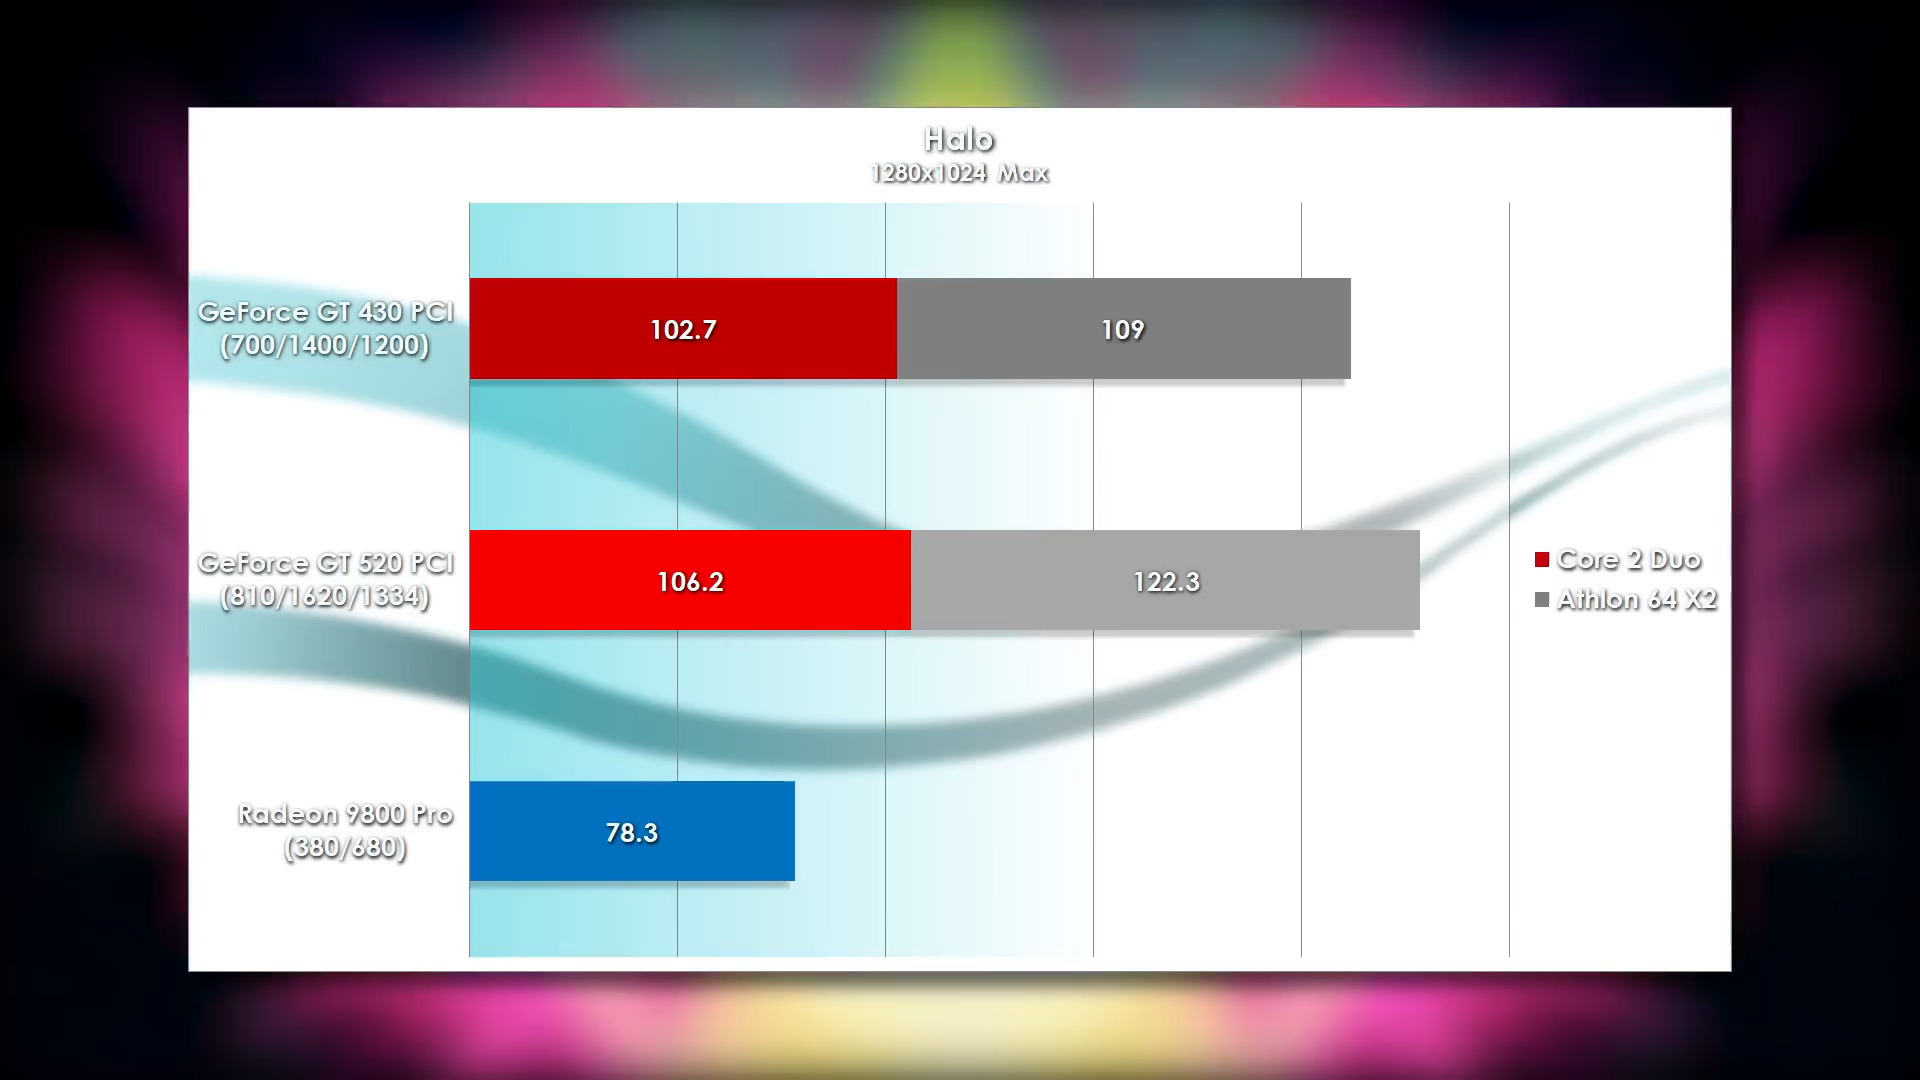 Halo
1280x1024 Max
GeForce GT 430 PCI
(700/1400/1200)
102.7
109
GeForce GT 520 PCI
(810/1620/1334)
106.2
122.3
Core 2 Duo
Athlon 64 X2
Radeon 9800 Pro
(380/680)
78.3